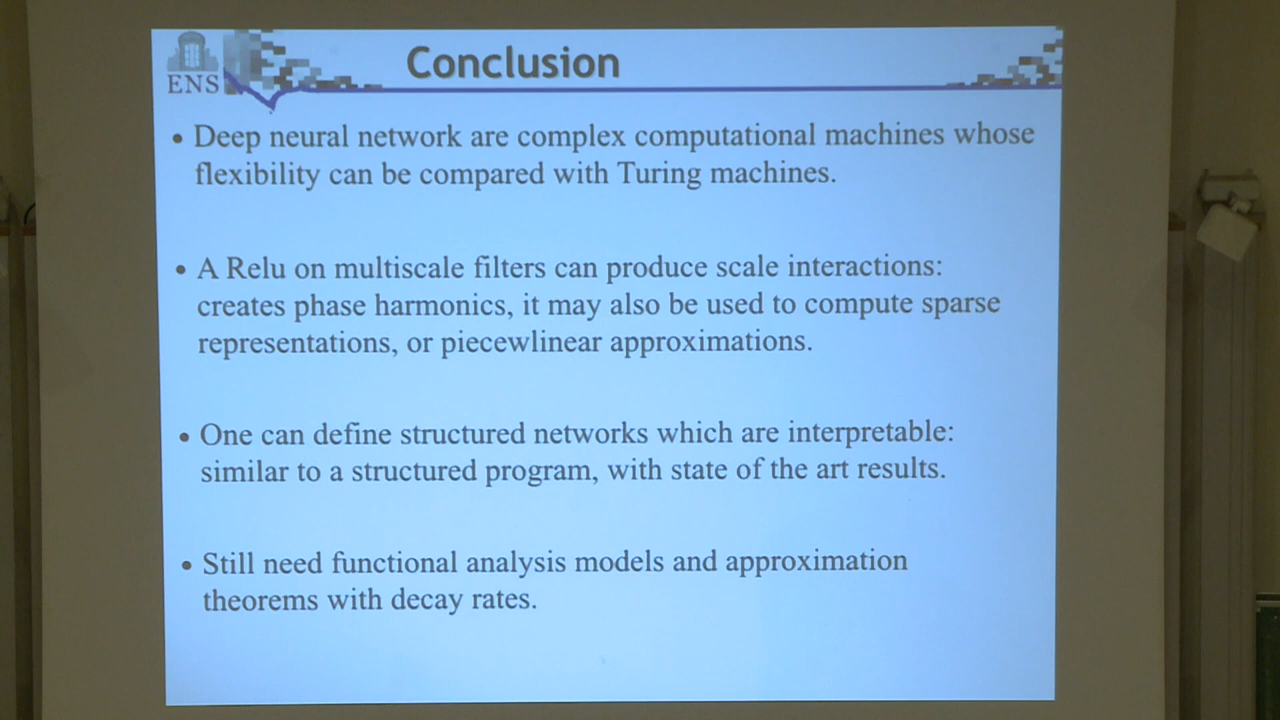 Conclusion
ENS
• Deep neural network are complex computational machines whose
flexibility can be compared with Turing machines.
• A Relu on multiscale filters can produce scale interactions:
creates phase harmonics, it may also be used to compute sparse
representations, or piecewlinear approximations.
• One can define structured networks which are interpretable:
similar to a structured program, with state of the art results.
• Still need functional analysis models and approximation
theorems with decay rates.